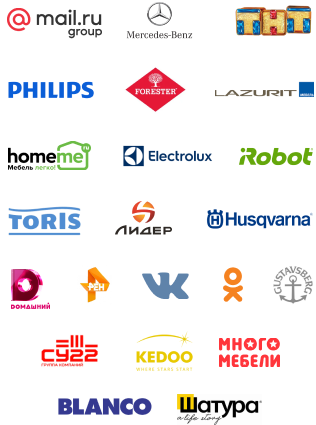 @mail.ru
group
Mercedes-Benz
ТНТ
PHILIPS
FORESTER
LAZURIT
homeme ™
Мебель легко!
Electrolux
iRobot®
TORIS
ЛИДЕР
Husqvarna®
Домашний
РЕН
GUSTAVSBERG
СУ22
ГРУППА КОМПАНИЙ
KEDOO
WHERE STARS START
МНОГО
МЕБЕЛИ
BLANCO
Шатура®
a life story